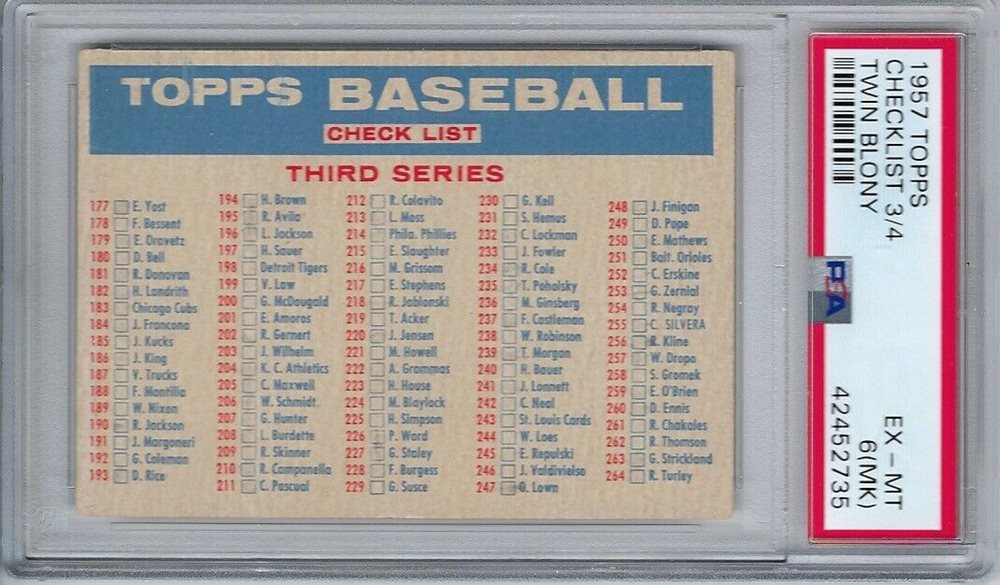 TOPPS BASEBALL
CHECK LIST
THIRD SERIES
177 E. Yost
178 F. Bessent
179 E. Oravetz
180 D. Bell
181 R. Donovan
182 H. Landrith
183 Chicago Cubs
184 J. Francona
185 J. Kucks
186 J. King
187 V. Trucks
188 F. Mantilla
189 W. Nixon
190 R. Jackson
191 J. Margoneri
192 G. Coleman
193 D. Rice
194 H. Brown
195 R. Avila
196 L. Jackson
197 H. Sauer
198 Detroit Tigers
199 V. Law
200 G. McDougald
201 E. Amoros
202 R. Gernert
203 J. Wilhelm
204 K. C. Athletics
205 C. Maxwell
206 W. Schmidt
207 G. Hunter
208 L. Burdette
209 R. Skinner
210 R. Campanella
211 C. Pascual
212 R. Colavito
213 L. Moss
214 Phila. Phillies
215 E. Slaughter
216 M. Grissom
217 E. Stephens
218 R. Jablonski
219 T. Acker
220 J. Jensen
221 M. Howell
222 A. Grammas
223 H. House
224 M. Blaylock
225 H. Simpson
226 P. Ward
227 G. Staley
228 F. Burgess
229 G. Susce
230 G. Kell
231 S. Hemus
232 C. Lockman
233 J. Fowler
234 R. Cole
235 T. Poholsky
236 M. Ginsberg
237 F. Castleman
238 W. Robinson
239 T. Morgan
240 H. Bauer
241 J. Lonnett
242 C. Neal
243 St. Louis Cards
244 W. Loes
245 E. Repulski
246 J. Valdivielso
247 O. Lown
248 J. Finigan
249 D. Pope
250 E. Mathews
251 Balt. Orioles
252 C. Erskine
253 G. Zernial
254 R. Negray
255 C. SILVERA
256 R. Kline
257 W. Dropo
258 S. Gromek
259 E. O'Brien
260 D. Ennis
261 R. Chakales
262 R. Thomson
263 G. Strickland
264 R. Turley
1957 TOPPS
CHECKLIST 3/4
TWIN BLONY
EX - MT
6(MK)
42452735
PSA